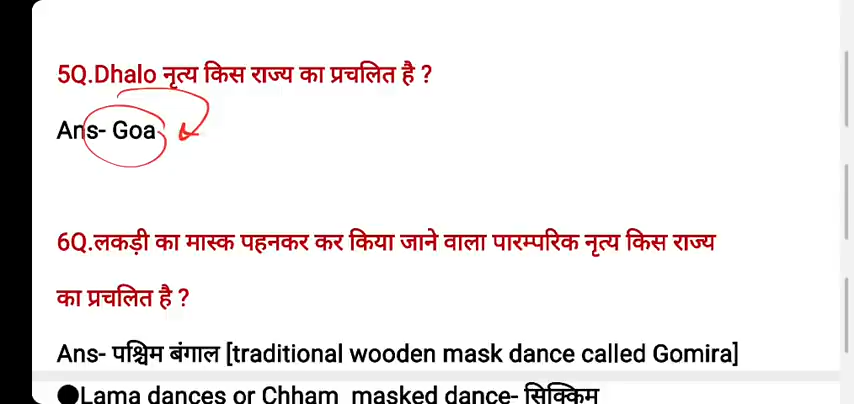 5Q.Dhalo नृत्य किस राज्य का प्रचलित है ?
Ans- Goa
6Q.लकड़ी का मास्क पहनकर कर किया जाने वाला पारम्परिक नृत्य किस राज्य
का प्रचलित है ?
Ans- पश्चिम बंगाल [traditional wooden mask dance called Gomira]
●Lama dances or Chham masked dance- सिक्किम